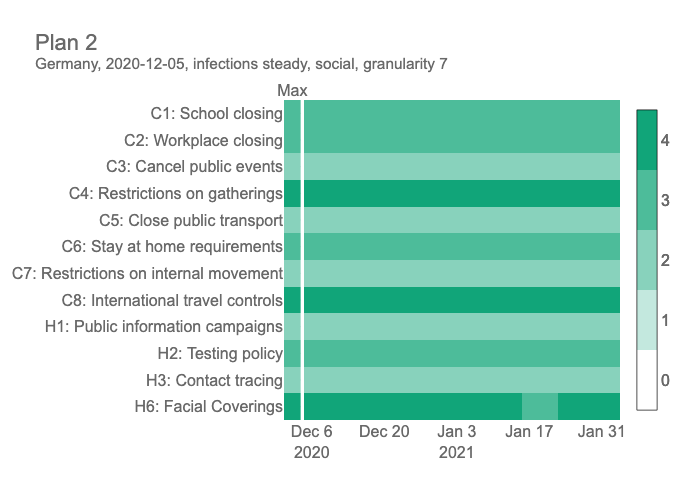 Plan 2
Germany, 2020-12-05, infections steady, social, granularity 7
Max
C1: School closing
C2: Workplace closing
C3: Cancel public events
C4: Restrictions on gatherings
C5: Close public transport
C6: Stay at home requirements
C7: Restrictions on internal movement
C8: International travel controls
H1: Public information campaigns
H2: Testing policy
H3: Contact tracing
H6: Facial Coverings
Dec 6 Dec 20 Jan 3 Jan 17 Jan 31
2020 2021
4
3
2
1
0